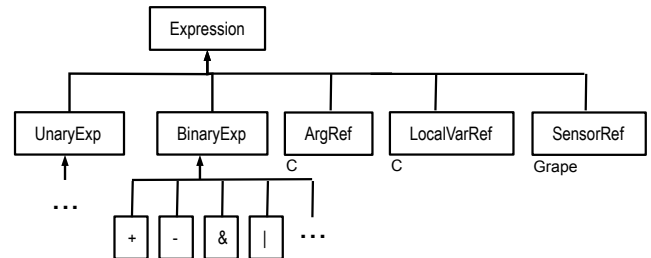 Expression
UnaryExp BinaryExp ArgRef LocalVarRef SensorRef
C C Grape
... + - & | ...